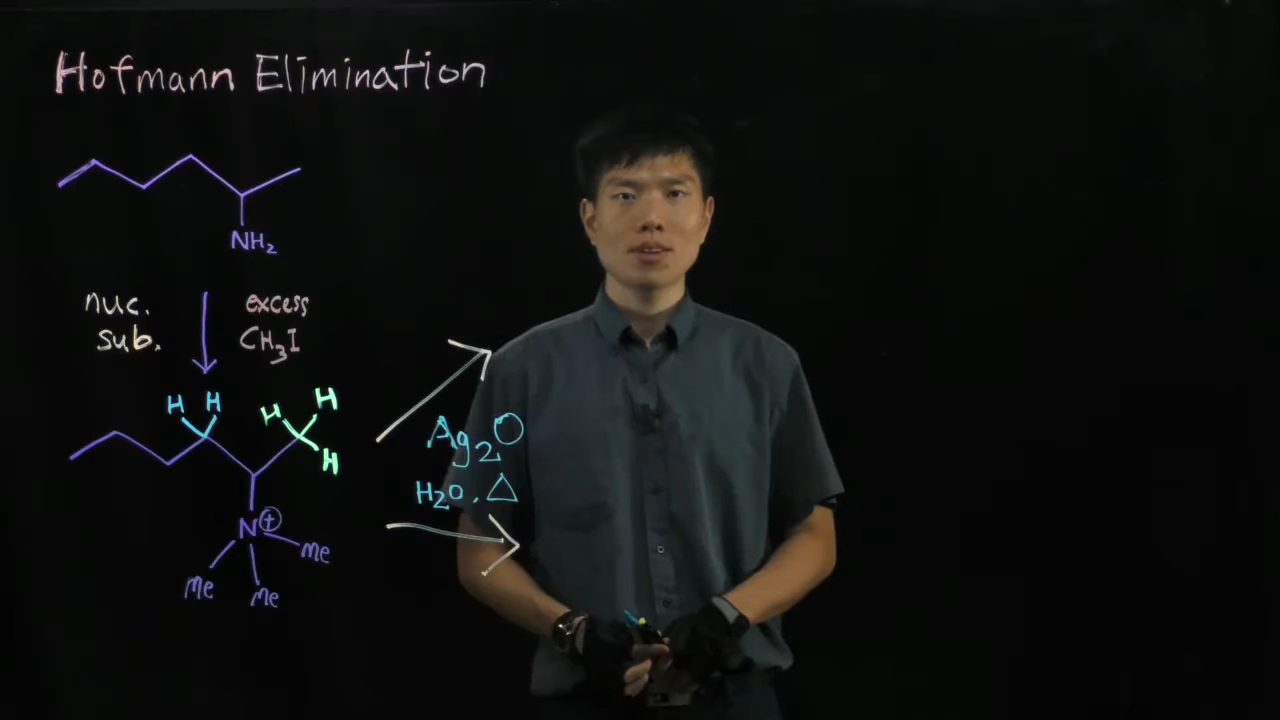 Hofmann Elimination
NH₂
nuc. excess
sub. CH₃I
H H H H
H
Ag₂O
H₂O, △
N⊕
Me
Me
Me